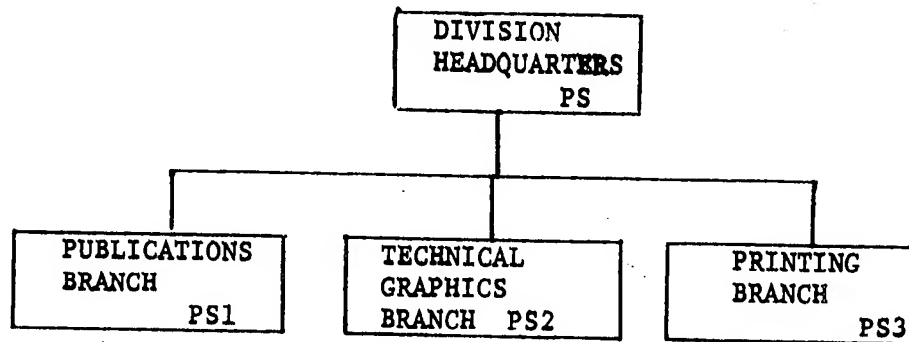 DIVISION
HEADQUARTERS
PS
PUBLICATIONS
BRANCH
PS1
TECHNICAL
GRAPHICS
BRANCH PS2
PRINTING
BRANCH
PS3